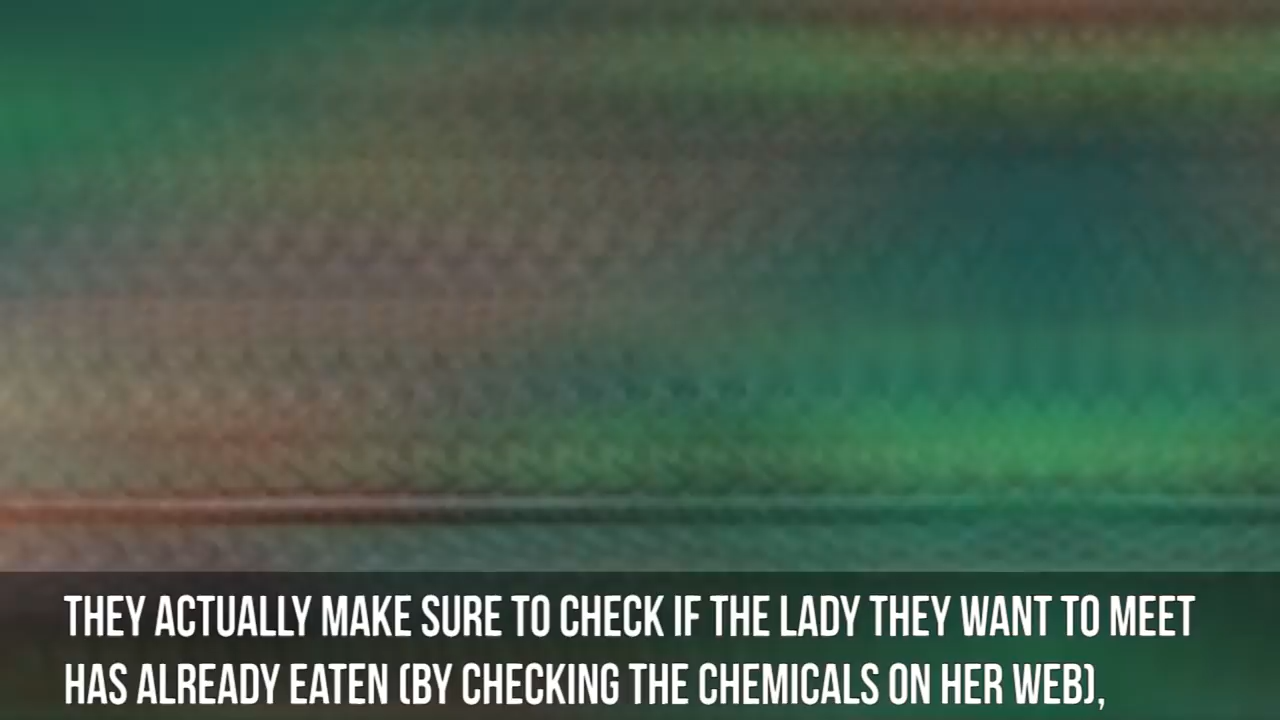 THEY ACTUALLY MAKE SURE TO CHECK IF THE LADY THEY WANT TO MEET
HAS ALREADY EATEN (BY CHECKING THE CHEMICALS ON HER WEB),